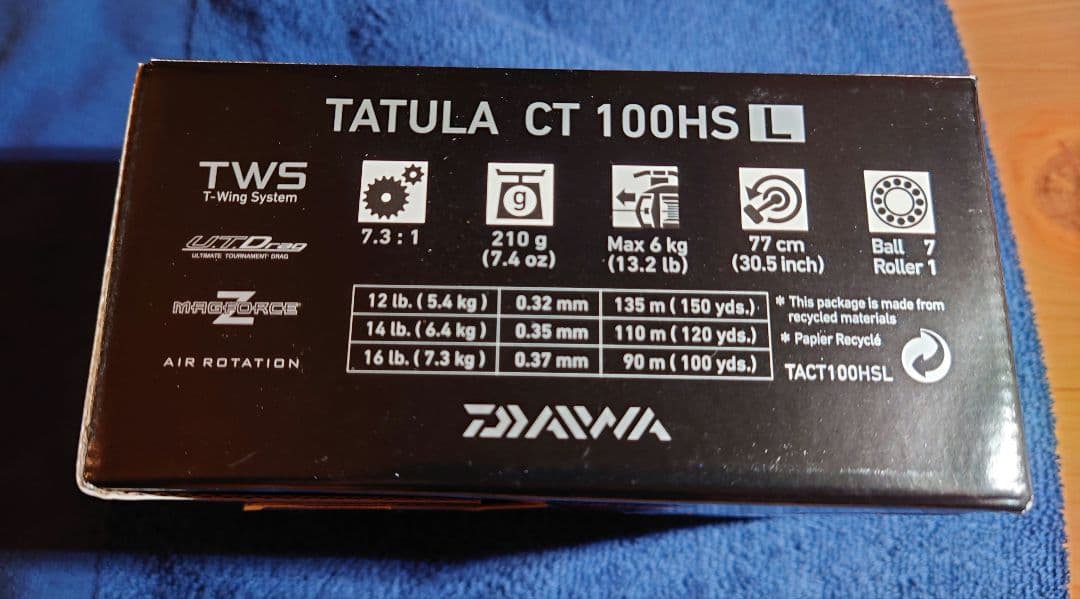 TATULA CT 100HS L
TWS
T-Wing System
g
7.3 : 1
210 g
(7.4 oz)
Max 6 kg
(13.2 lb)
77 cm
(30.5 inch)
Ball 7
Roller 1
UTDrag
ULTIMATE TOURNAMENT DRAG
MAGFORCE Z
AIR ROTATION
12 lb. ( 5.4 kg ) 0.32 mm 135 m ( 150 yds.)
14 lb. ( 6.4 kg ) 0.35 mm 110 m ( 120 yds.)
16 lb. ( 7.3 kg ) 0.37 mm 90 m ( 100 yds.)
* This package is made from
recycled materials
* Papier Recyclé
TACT100HSL
DAIWA